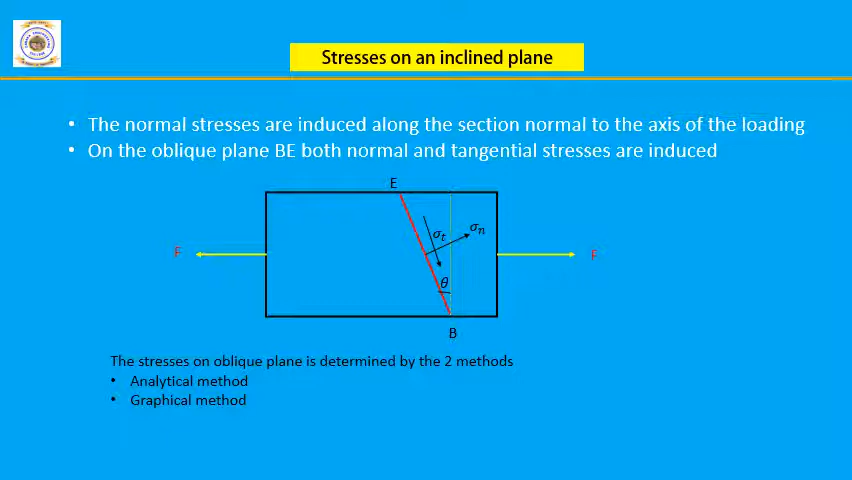 Stresses on an inclined plane
• The normal stresses are induced along the section normal to the axis of the loading
• On the oblique plane BE both normal and tangential stresses are induced
E
σt
σn
F
F
θ
B
The stresses on oblique plane is determined by the 2 methods
• Analytical method
• Graphical method